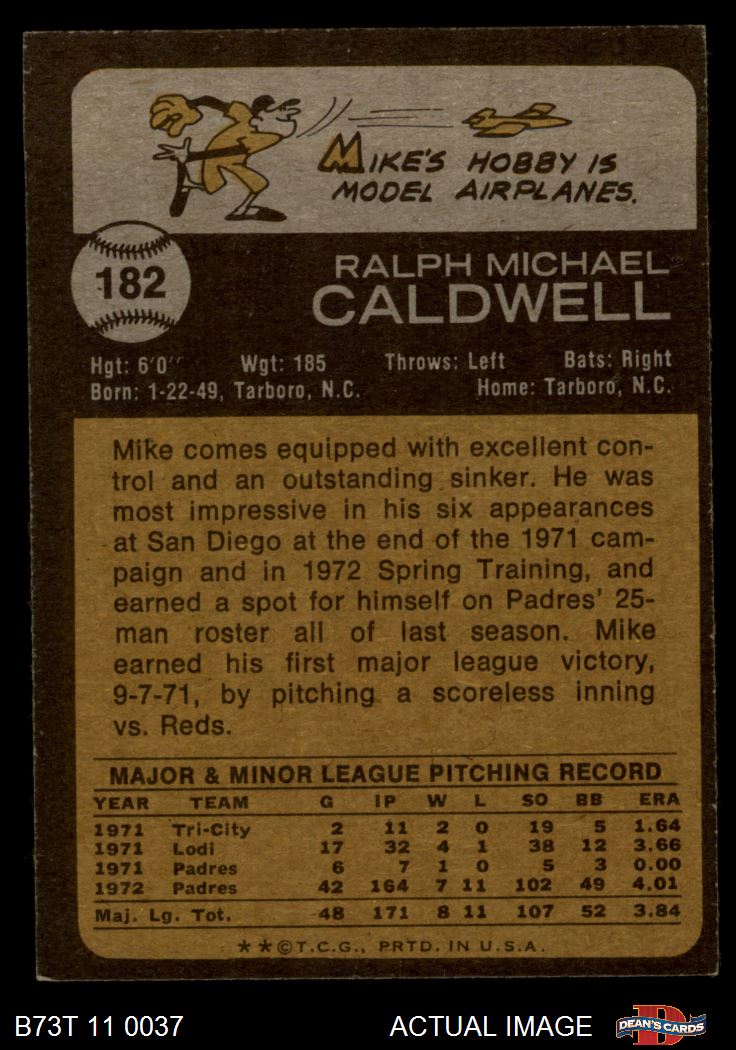 MIKE'S HOBBY IS
MODEL AIRPLANES.
182
RALPH MICHAEL
CALDWELL
Hgt: 6'0" Wgt: 185 Throws: Left Bats: Right
Born: 1-22-49, Tarboro, N.C. Home: Tarboro, N.C.
Mike comes equipped with excellent con-
trol and an outstanding sinker. He was
most impressive in his six appearances
at San Diego at the end of the 1971 cam-
paign and in 1972 Spring Training, and
earned a spot for himself on Padres' 25-
man roster all of last season. Mike
earned his first major league victory,
9-7-71, by pitching a scoreless inning
vs. Reds.
MAJOR & MINOR LEAGUE PITCHING RECORD
YEAR TEAM G IP W L SO BB ERA
1971 Tri-City 2 11 2 0 19 5 1.64
1971 Lodi 17 32 4 1 38 12 3.66
1971 Padres 6 7 1 0 5 3 0.00
1972 Padres 42 164 7 11 102 49 4.01
Maj. Lg. Tot. 48 171 8 11 107 52 3.84
★★©T.C.G., PRTD. IN U.S.A.
B73T 11 0037 ACTUAL IMAGE D DEAN'S CARDS